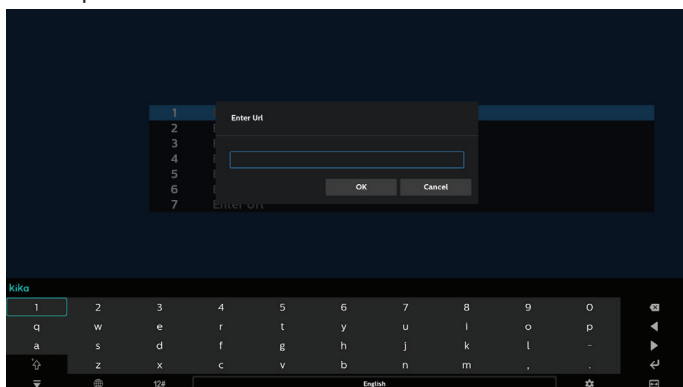 1
Enter Url
2
3
4
5
6
OK Cancel
7 Enter Url
kika
1 2 3 4 5 6 7 8 9 0
q w e r t y u i o p
a s d f g h j k l -
z x c v b n m , .
12# English